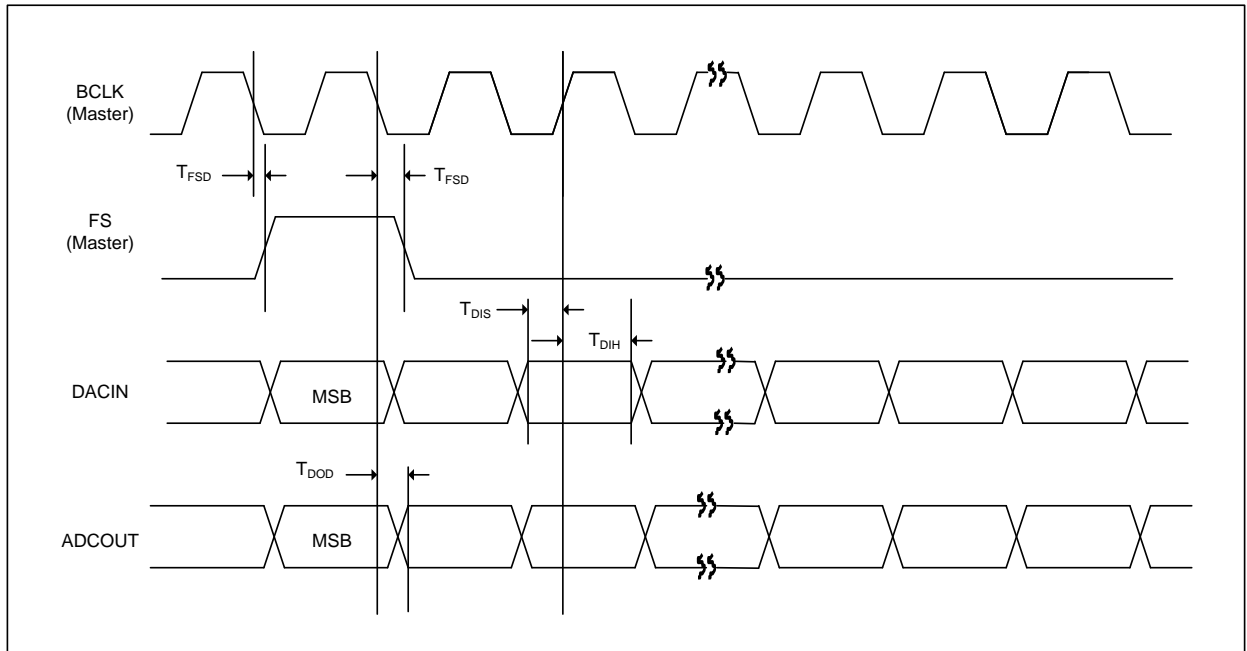 BCLK
(Master)
TFSD
TFSD
FS
(Master)
TDIS
TDIH
DACIN
MSB
TDOD
ADCOUT
MSB